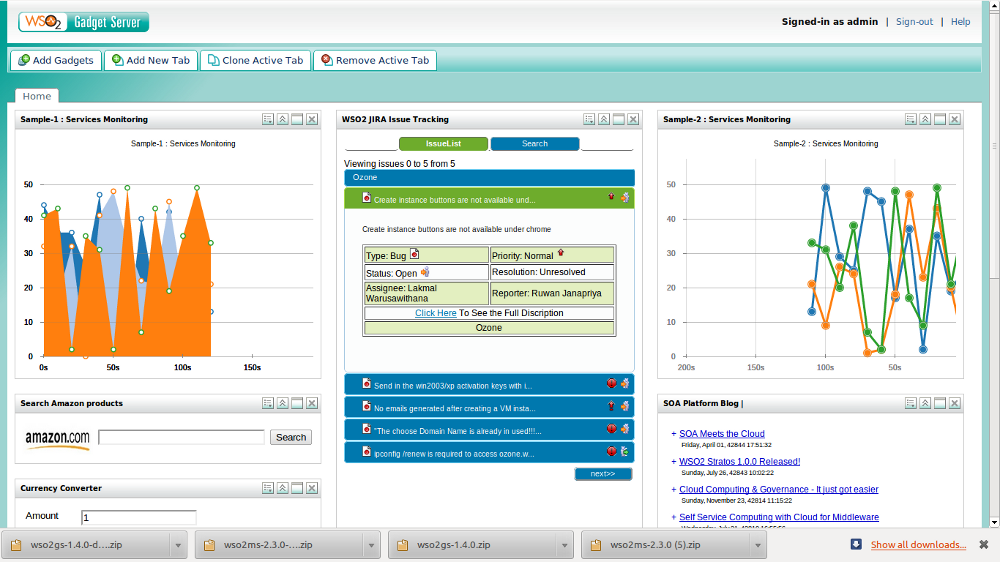 WSO2 Gadget Server
Signed-in as admin | Sign-out | Help
Add Gadgets
Add New Tab
Clone Active Tab
Remove Active Tab
Home
Sample-1 : Services Monitoring
Sample-1 : Services Monitoring
50
40
30
20
10
0
0s 50s 100s 150s
Search Amazon products
amazon.com
Search
Currency Converter
Amount 1
WSO2 JIRA Issue Tracking
IssueList Search
Viewing issues 0 to 5 from 5
Ozone
Create instance buttons are not available und...
Create instance buttons are not available under chrome
Type: Bug Priority: Normal
Status: Open Resolution: Unresolved
Assignee: Lakmal Warusawithana Reporter: Ruwan Janapriya
Click Here To See the Full Discription
Ozone
Send in the win2003/xp activation keys with i...
No emails generated after creating a VM insta...
"The choose Domain Name is already in used!!!...
ipconfig /renew is required to access ozone.w...
next>>
Sample-2 : Services Monitoring
Sample-2 : Services Monitoring
50
40
30
20
10
0
200s 150s 100s 50s
SOA Platform Blog |
+ SOA Meets the Cloud
Friday, April 01, 42844 17:51:32
+ WSO2 Stratos 1.0.0 Released!
Sunday, July 26, 42843 10:02:22
+ Cloud Computing & Governance - It just got easier
Sunday, November 23, 42814 11:15:22
+ Self Service Computing with Cloud for Middleware
wso2gs-1.4.0-d....zip
wso2ms-2.3.0-....zip
wso2gs-1.4.0.zip
wso2ms-2.3.0 (5).zip
Show all downloads...